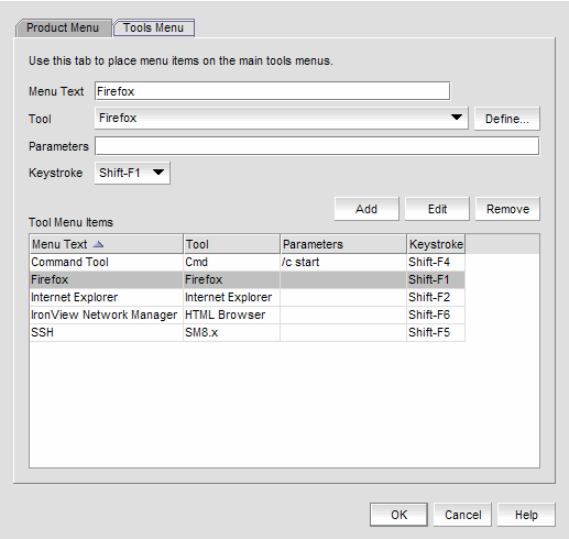 Product Menu Tools Menu
Use this tab to place menu items on the main tools menus.
Menu Text Firefox
Tool Firefox Define...
Parameters
Keystroke Shift-F1
Add Edit Remove
Tool Menu Items
Menu Text Tool Parameters Keystroke
Command Tool Cmd /c start Shift-F4
Firefox Firefox Shift-F1
Internet Explorer Internet Explorer Shift-F2
IronView Network Manager HTML Browser Shift-F6
SSH SM8.x Shift-F5
OK Cancel Help